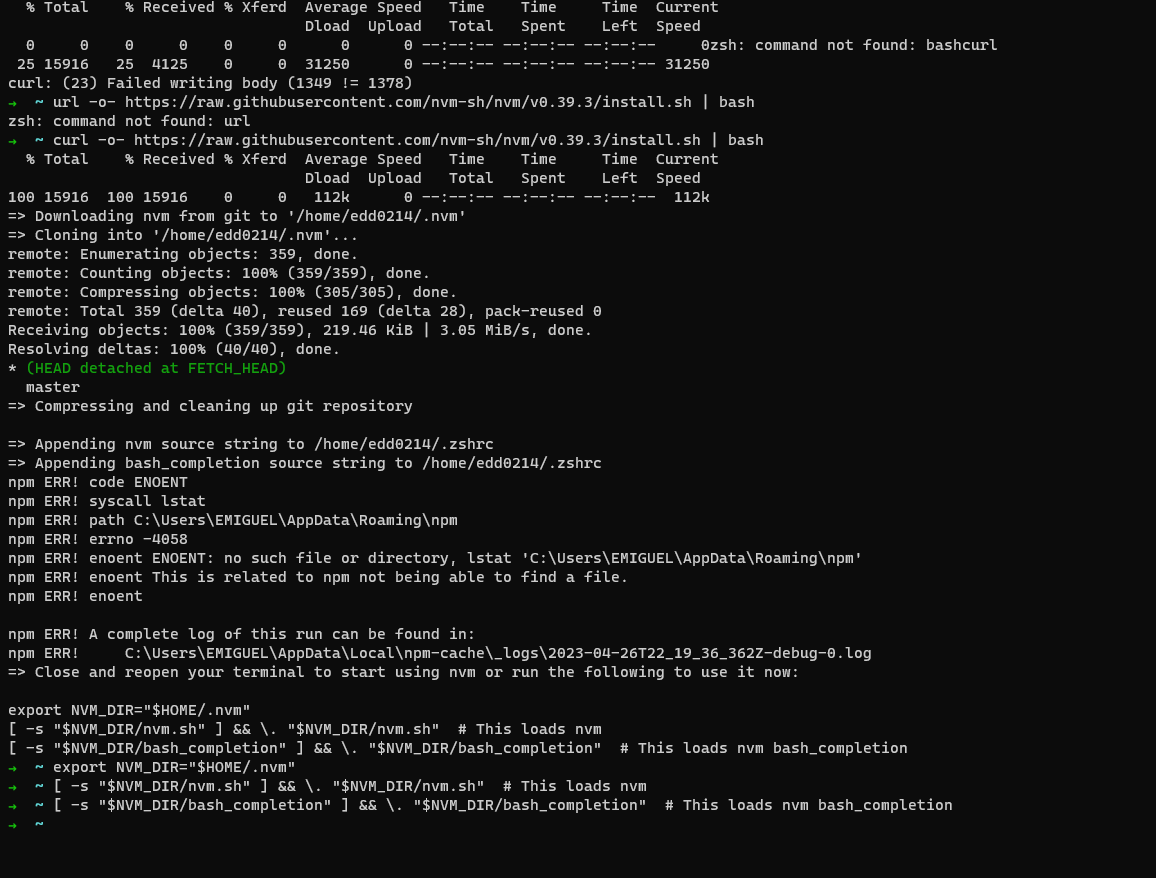 % Total    % Received % Xferd  Average Speed   Time    Time     Time  Current
                                 Dload  Upload   Total   Spent    Left  Speed
  0     0    0     0    0     0      0      0 --:--:-- --:--:-- --:--:--     0zsh: command not found: bashcurl
 25 15916   25  4125    0     0  31250      0 --:--:-- --:--:-- --:--:-- 31250
curl: (23) Failed writing body (1349 != 1378)
→  ~ url -o- https://raw.githubusercontent.com/nvm-sh/nvm/v0.39.3/install.sh | bash
zsh: command not found: url
→  ~ curl -o- https://raw.githubusercontent.com/nvm-sh/nvm/v0.39.3/install.sh | bash
  % Total    % Received % Xferd  Average Speed   Time    Time     Time  Current
                                 Dload  Upload   Total   Spent    Left  Speed
100 15916  100 15916    0     0   112k      0 --:--:-- --:--:-- --:--:--  112k
=> Downloading nvm from git to '/home/edd0214/.nvm'
=> Cloning into '/home/edd0214/.nvm'...
remote: Enumerating objects: 359, done.
remote: Counting objects: 100% (359/359), done.
remote: Compressing objects: 100% (305/305), done.
remote: Total 359 (delta 40), reused 169 (delta 28), pack-reused 0
Receiving objects: 100% (359/359), 219.46 KiB | 3.05 MiB/s, done.
Resolving deltas: 100% (40/40), done.
* (HEAD detached at FETCH_HEAD)
  master
=> Compressing and cleaning up git repository

=> Appending nvm source string to /home/edd0214/.zshrc
=> Appending bash_completion source string to /home/edd0214/.zshrc
npm ERR! code ENOENT
npm ERR! syscall lstat
npm ERR! path C:\Users\EMIGUEL\AppData\Roaming\npm
npm ERR! errno -4058
npm ERR! enoent ENOENT: no such file or directory, lstat 'C:\Users\EMIGUEL\AppData\Roaming\npm'
npm ERR! enoent This is related to npm not being able to find a file.
npm ERR! enoent

npm ERR! A complete log of this run can be found in:
npm ERR!     C:\Users\EMIGUEL\AppData\Local\npm-cache\_logs\2023-04-26T22_19_36_362Z-debug-0.log
=> Close and reopen your terminal to start using nvm or run the following to use it now:

export NVM_DIR="$HOME/.nvm"
[ -s "$NVM_DIR/nvm.sh" ] && \. "$NVM_DIR/nvm.sh"  # This loads nvm
[ -s "$NVM_DIR/bash_completion" ] && \. "$NVM_DIR/bash_completion"  # This loads nvm bash_completion
→  ~ export NVM_DIR="$HOME/.nvm"
→  ~ [ -s "$NVM_DIR/nvm.sh" ] && \. "$NVM_DIR/nvm.sh"  # This loads nvm
→  ~ [ -s "$NVM_DIR/bash_completion" ] && \. "$NVM_DIR/bash_completion"  # This loads nvm bash_completion
→  ~